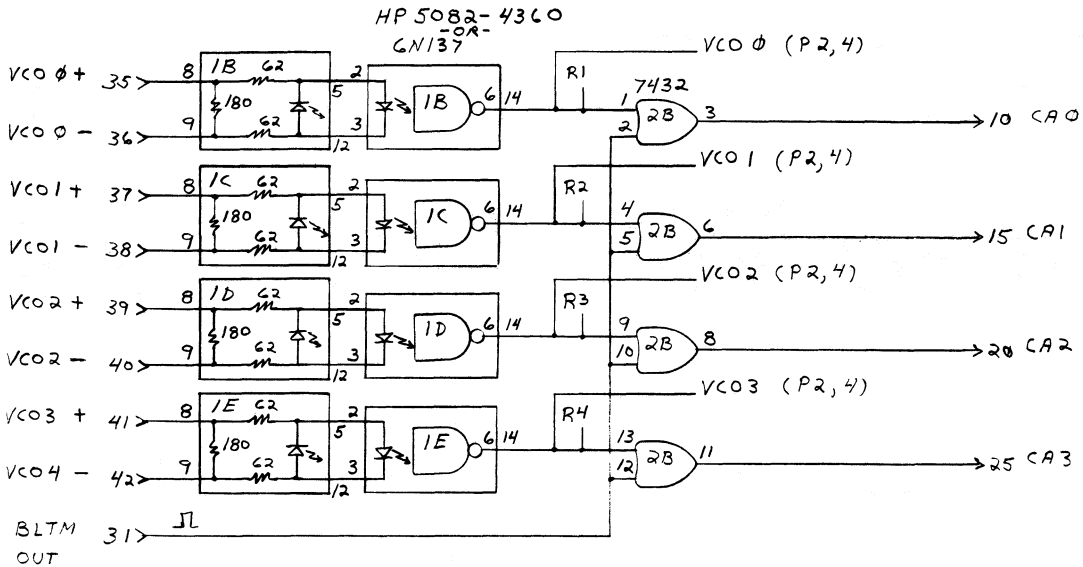 HP 5082-4360
-OR-
6N137
VCO Ø (P2,4)
VCO Ø+ 35 8 1B 62 2 5 1B 6 14 R1 7432
180 1 2B 3 10 CAO
VCO Ø- 36 9 62 3 12 2
VCO1 (P2,4)
VCO1+ 37 8 1C 62 2 5 1C 6 14 R2
180 4 2B 6 15 CA1
VCO1- 38 9 62 3 12 5
VCO2 (P2,4)
VCO2+ 39 8 1D 62 2 5 1D 6 14 R3
180 9 2B 8 20 CA2
VCO2- 40 9 62 3 12 10
VCO3 (P2,4)
VCO3+ 41 8 1E 62 2 5 1E 6 14 R4
180 13 2B 11 25 CA3
VCO4- 42 9 62 3 12 12
BLTM 31
OUT